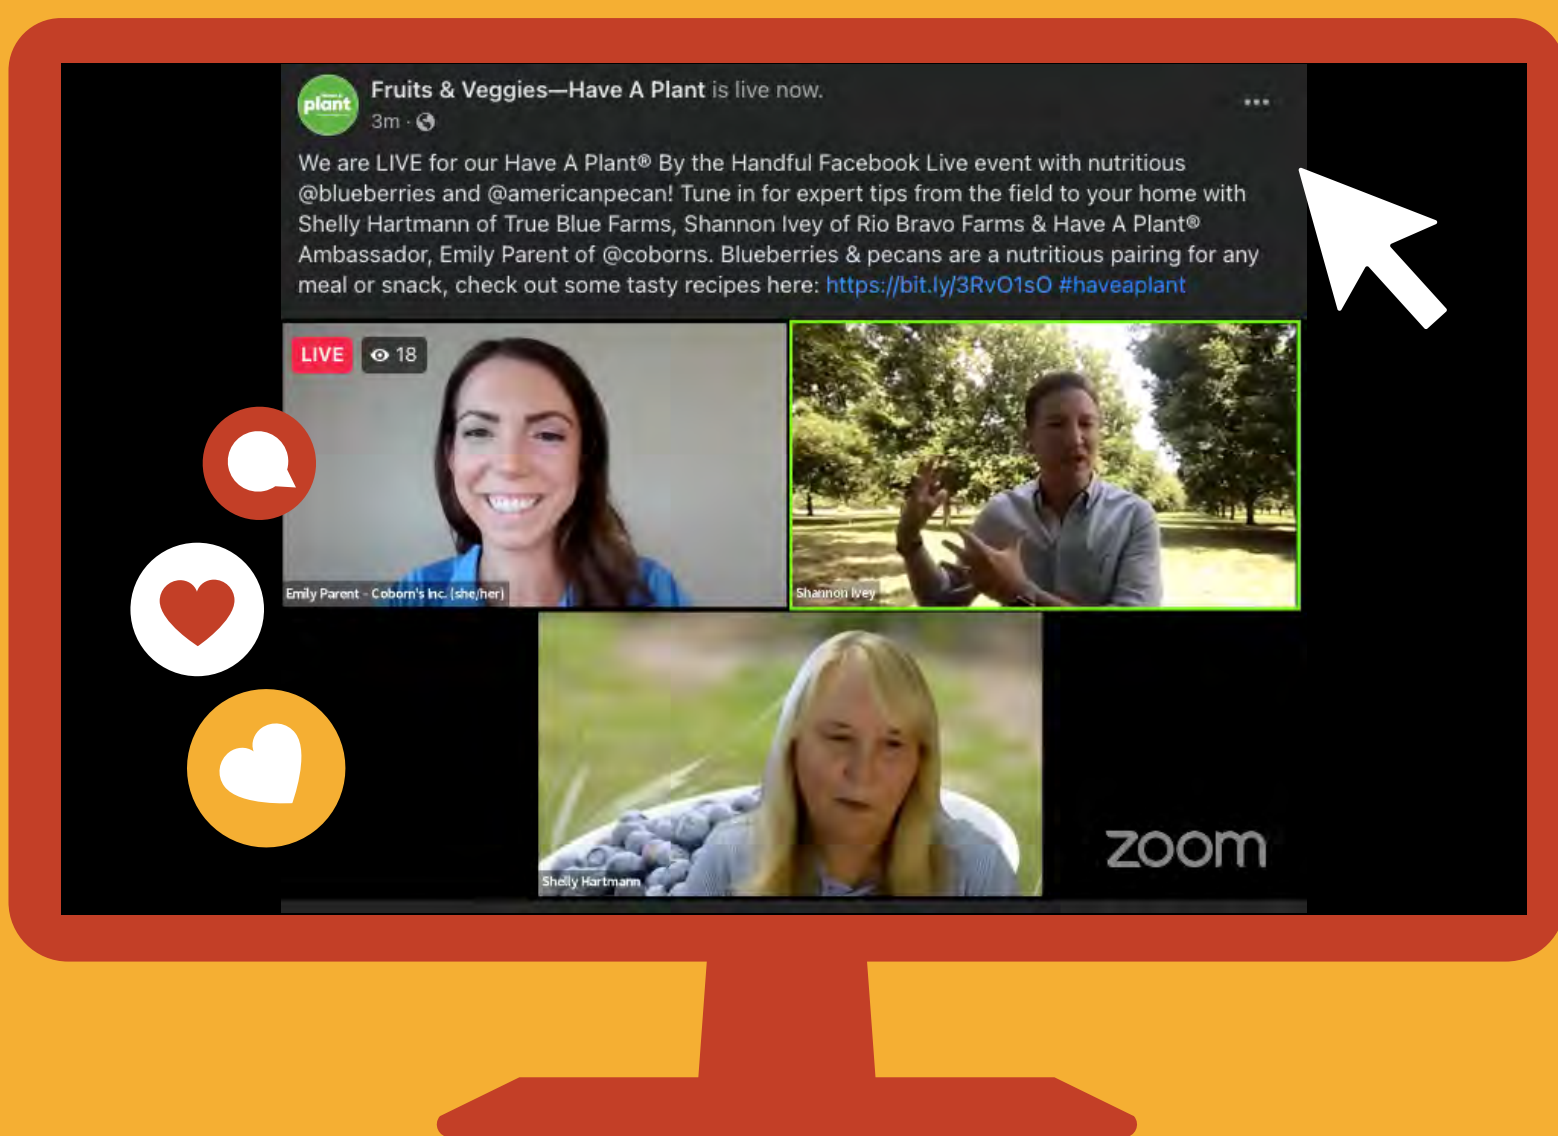 plant
Fruits & Veggies—Have A Plant is live now.
3m ·
We are LIVE for our Have A Plant® By the Handful Facebook Live event with nutritious
@blueberries and @americanpecan! Tune in for expert tips from the field to your home with
Shelly Hartmann of True Blue Farms, Shannon Ivey of Rio Bravo Farms & Have A Plant®
Ambassador, Emily Parent of @coborns. Blueberries & pecans are a nutritious pairing for any
meal or snack, check out some tasty recipes here: https://bit.ly/3RvO1sO #haveaplant
LIVE 18
Emily Parent - Coborn's Inc. (she/her)
Shannon Ivey
Shelly Hartmann
zoom